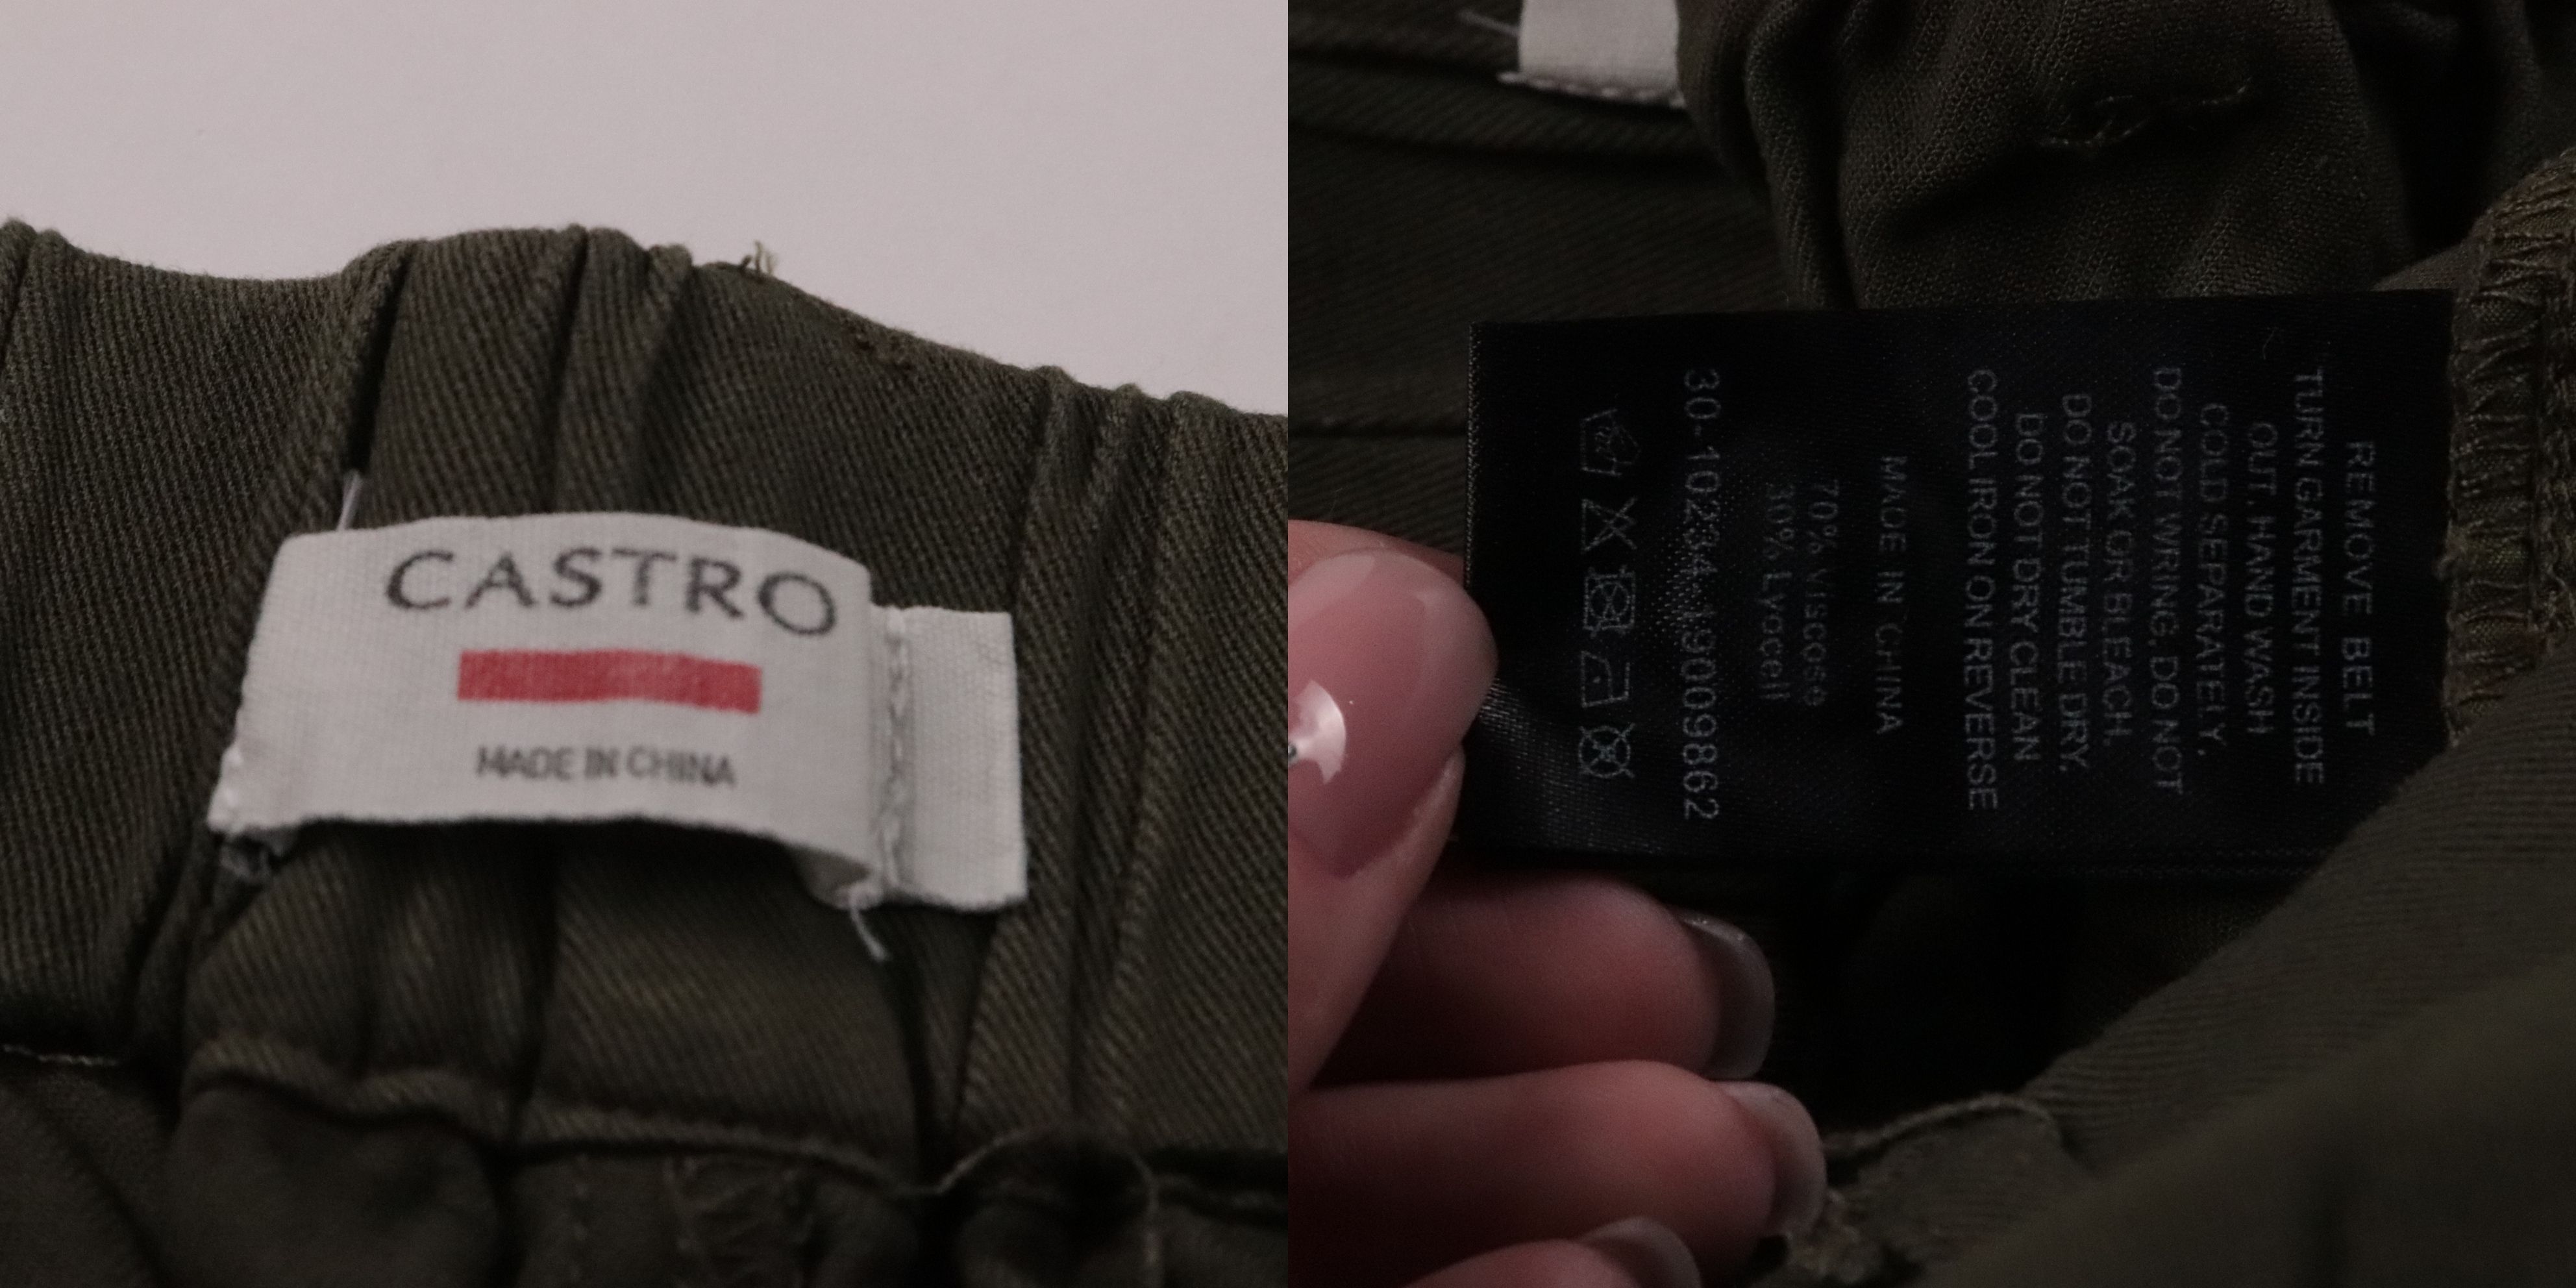 CASTRO
MADE IN CHINA
REMOVE BELT
TURN GARMENT INSIDE
OUT, HAND WASH
COLD SEPARATELY,
DO NOT WRING, DO NOT
SOAK OR BLEACH,
DO NOT TUMBLE DRY,
DO NOT DRY CLEAN
COOL IRON ON REVERSE
MADE IN CHINA
70% Viscose
30% Lyocell